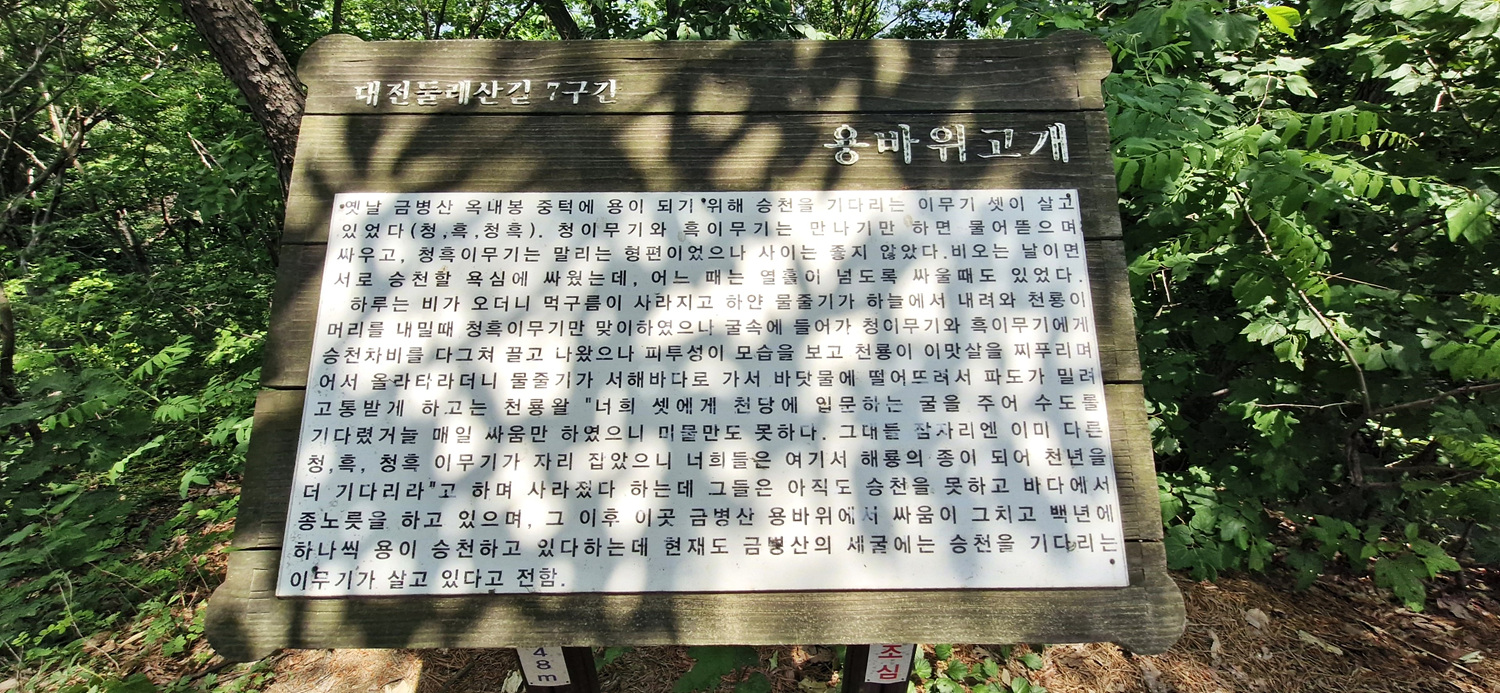 대전둘레산길 7구간
용바위고개
옛날 금병산 옥내봉 중턱에 용이 되기 위해 승천을 기다리는 이무기 셋이 살고
있었다(청,흑,청흑). 청이무기와 흑이무기는 만나기만 하면 물어뜯으며
싸우고, 청흑이무기는 말리는 형편이었으나 사이는 좋지 않았다.비오는 날이면
서로 승천할 욕심에 싸웠는데, 어느 때는 열흘이 넘도록 싸울때도 있었다.
하루는 비가 오더니 먹구름이 사라지고 하얀 물줄기가 하늘에서 내려와 천룡이
머리를 내밀때 청흑이무기만 맞이하였으나 굴속에 들어가 청이무기와 흑이무기에게
승천차비를 다그쳐 끌고 나왔으나 피투성이 모습을 보고 천룡이 이맛살을 찌푸리며
어서 올라타라더니 물줄기가 서해바다로 가서 바닷물에 떨어뜨려서 파도가 밀려
고통받게 하고는 천룡왈 "너희 셋에게 천당에 입문하는 굴을 주어 수도를
기다렸거늘 매일 싸움만 하였으니 미물만도 못하다. 그대들 잠자리엔 이미 다른
청,흑, 청흑 이무기가 자리 잡았으니 너희들은 여기서 해룡의 종이 되어 천년을
더 기다리라"고 하며 사라졌다 하는데 그들은 아직도 승천을 못하고 바다에서
종노릇을 하고 있으며, 그 이후 이곳 금병산 용바위에서 싸움이 그치고 백년에
하나씩 용이 승천하고 있다하는데 현재도 금병산의 세굴에는 승천을 기다리는
이무기가 살고 있다고 전함.
48m
조심